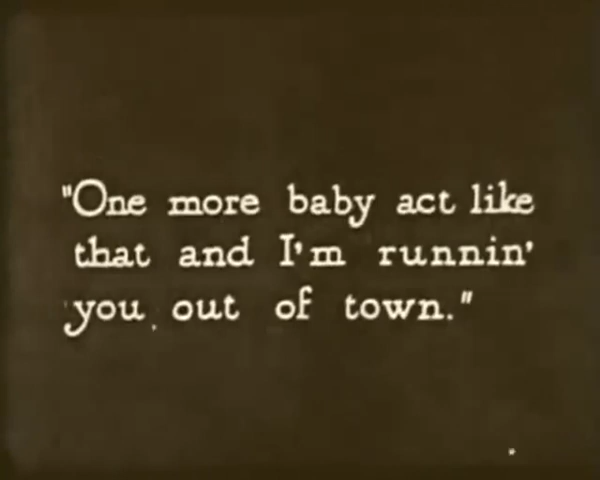 "One more baby act like
that and I'm runnin'
you out of town."